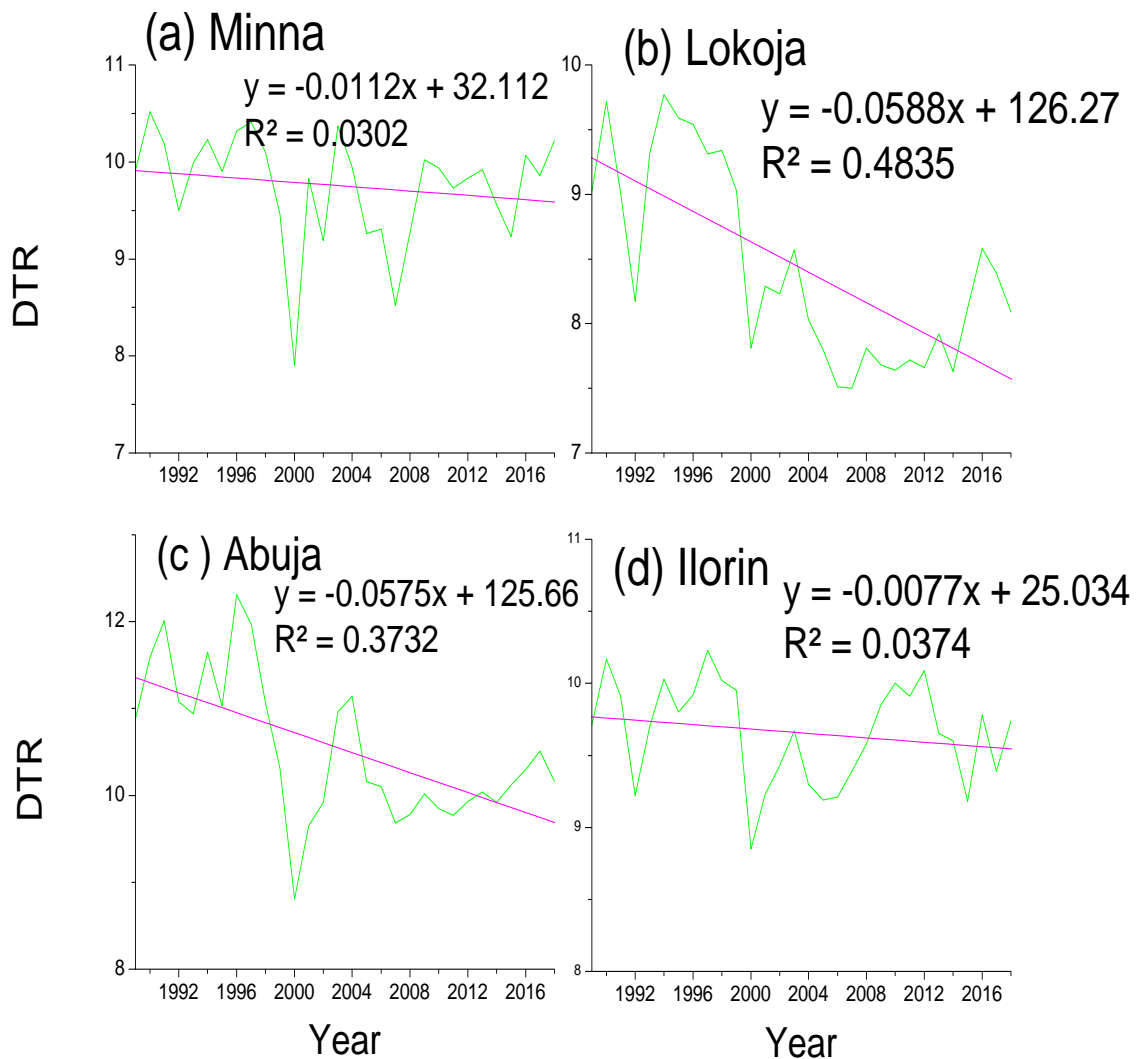 (a) Minna
y = -0.0112x + 32.112
R² = 0.0302
11
10
9
8
7
DTR
1992 1996 2000 2004 2008 2012 2016
(b) Lokoja
y = -0.0588x + 126.27
R² = 0.4835
10
9
8
7
1992 1996 2000 2004 2008 2012 2016
(c ) Abuja
y = -0.0575x + 125.66
R² = 0.3732
12
10
8
DTR
1992 1996 2000 2004 2008 2012 2016
Year
(d) Ilorin
y = -0.0077x + 25.034
R² = 0.0374
11
10
9
8
1992 1996 2000 2004 2008 2012 2016
Year